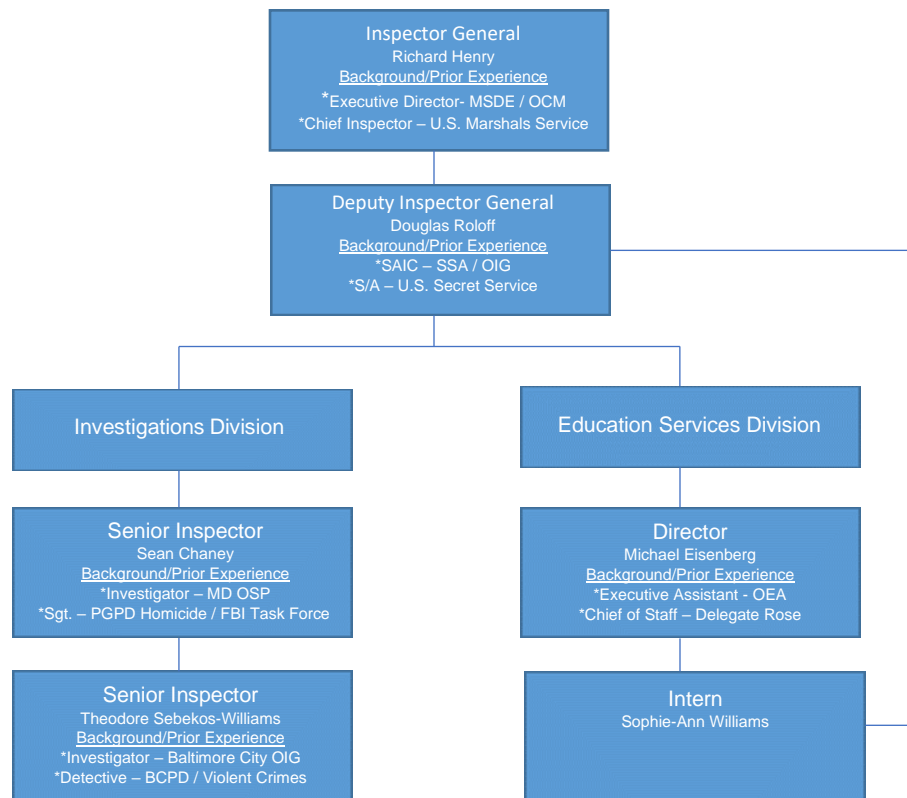 Inspector General
Richard Henry
Background/Prior Experience
*Executive Director- MSDE / OCM
*Chief Inspector – U.S. Marshals Service
Deputy Inspector General
Douglas Roloff
Background/Prior Experience
*SAIC – SSA / OIG
*S/A – U.S. Secret Service
Investigations Division
Education Services Division
Senior Inspector
Sean Chaney
Background/Prior Experience
*Investigator – MD OSP
*Sgt. – PGPD Homicide / FBI Task Force
Director
Michael Eisenberg
Background/Prior Experience
*Executive Assistant - OEA
*Chief of Staff – Delegate Rose
Senior Inspector
Theodore Sebekos-Williams
Background/Prior Experience
*Investigator – Baltimore City OIG
*Detective – BCPD / Violent Crimes
Intern
Sophie-Ann Williams